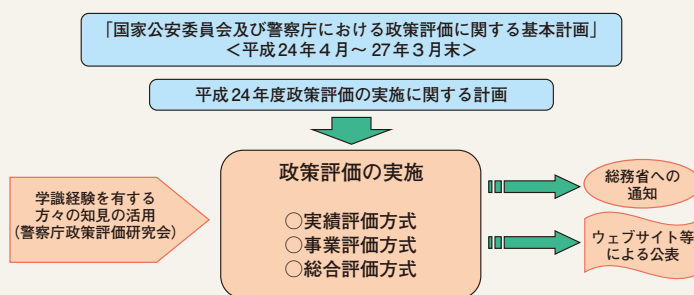 「国家公安委員会及び警察庁における政策評価に関する基本計画」
＜平成24年4月～27年3月末＞
平成24年度政策評価の実施に関する計画
学識経験を有する
方々の知見の活用
(警察庁政策評価研究会)
政策評価の実施
○実績評価方式
○事業評価方式
○総合評価方式
総務省への
通知
ウェブサイト等
による公表